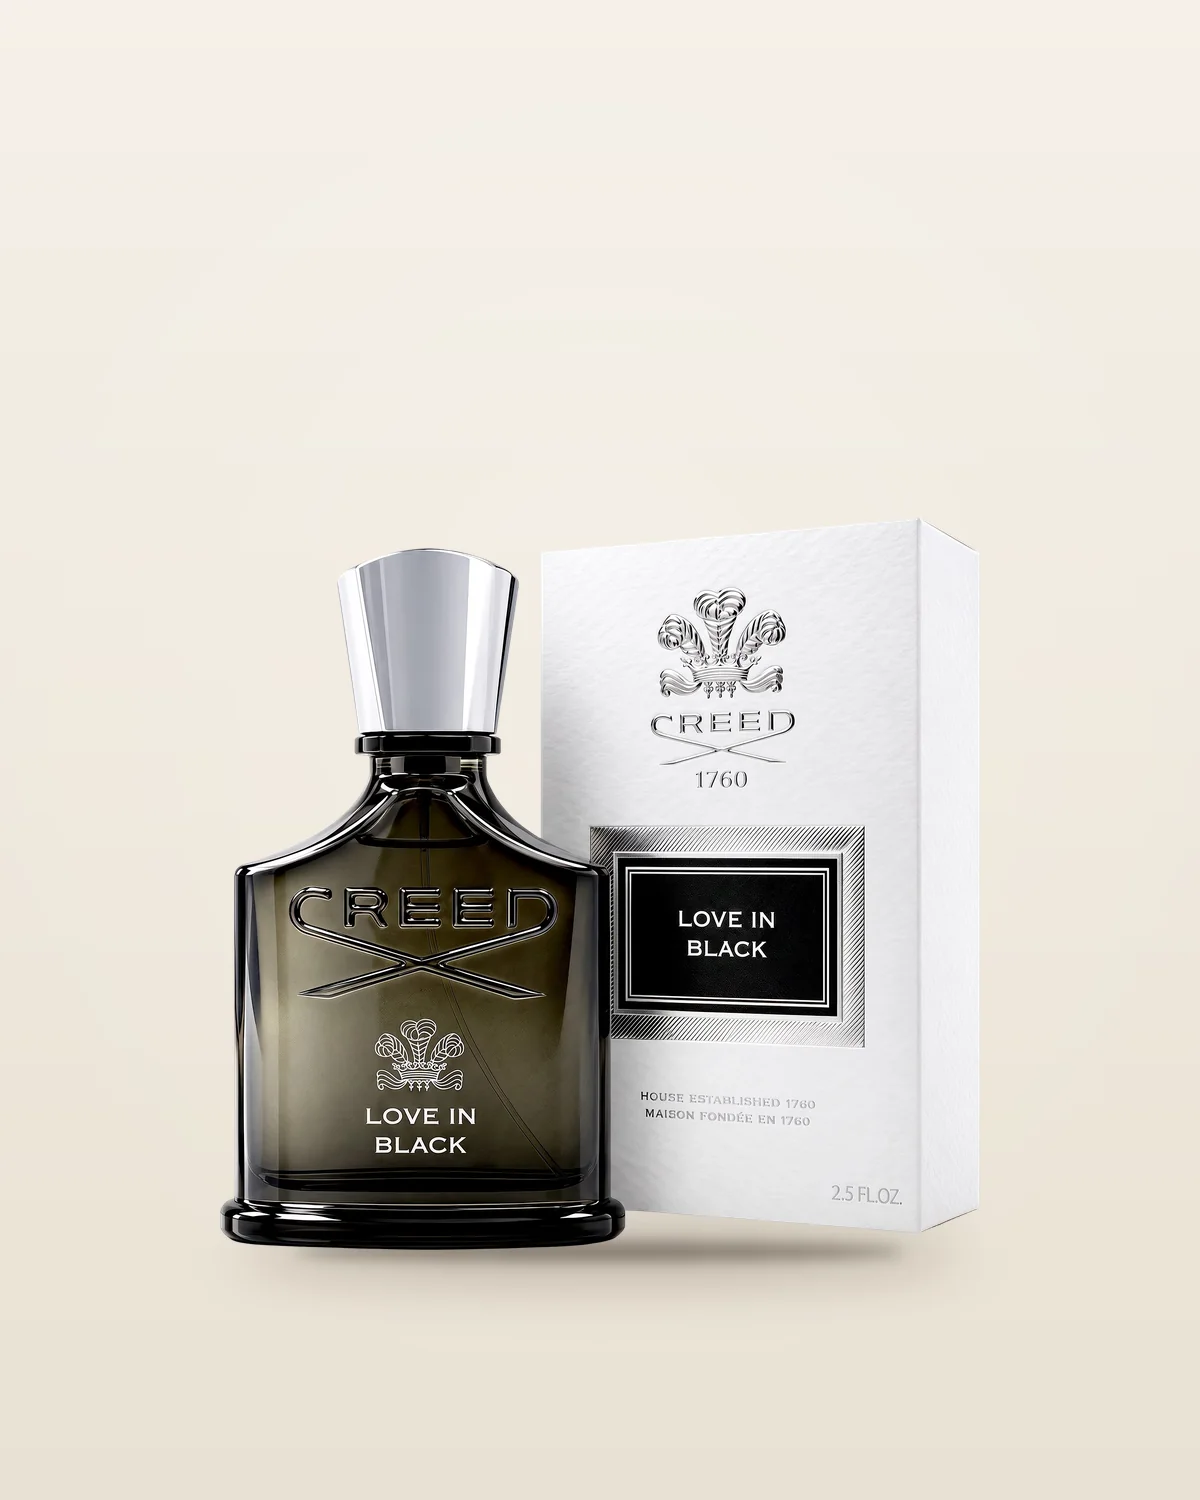 CREED
LOVE IN
BLACK
CREED
1760
LOVE IN
BLACK
HOUSE ESTABLISHED 1760
MAISON FONDÉE EN 1760
2.5 FL.OZ.